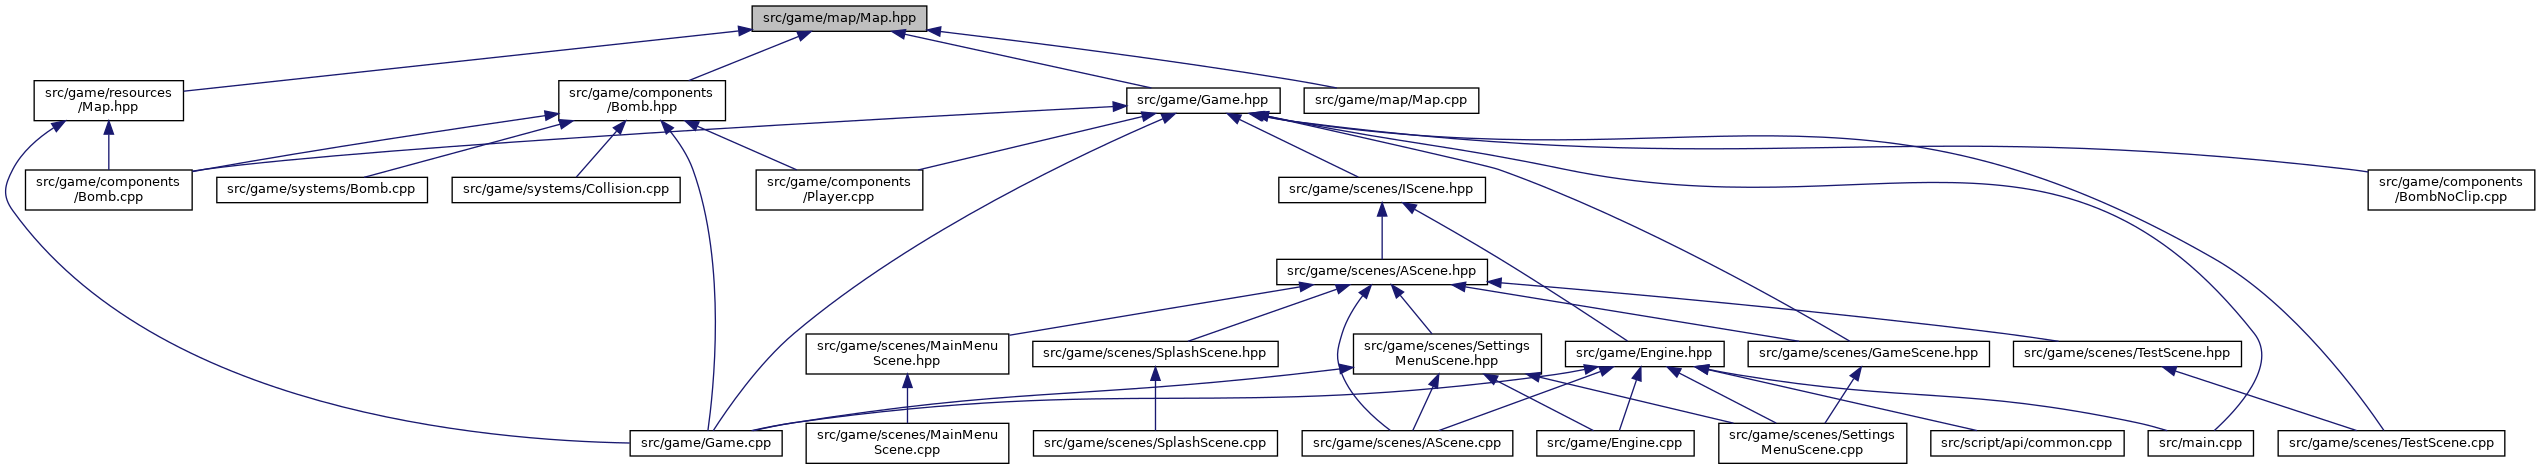 src/game/map/Map.hpp
src/game/resources
/Map.hpp
src/game/components
/Bomb.hpp
src/game/Game.hpp
src/game/map/Map.cpp
src/game/components
/Bomb.cpp
src/game/systems/Bomb.cpp
src/game/systems/Collision.cpp
src/game/components
/Player.cpp
src/game/scenes/IScene.hpp
src/game/components
/BombNoClip.cpp
src/game/scenes/AScene.hpp
src/game/scenes/MainMenu
Scene.hpp
src/game/scenes/SplashScene.hpp
src/game/scenes/Settings
MenuScene.hpp
src/game/Engine.hpp
src/game/scenes/GameScene.hpp
src/game/scenes/TestScene.hpp
src/game/Game.cpp
src/game/scenes/MainMenu
Scene.cpp
src/game/scenes/SplashScene.cpp
src/game/scenes/AScene.cpp
src/game/Engine.cpp
src/game/scenes/Settings
MenuScene.cpp
src/script/api/common.cpp
src/main.cpp
src/game/scenes/TestScene.cpp